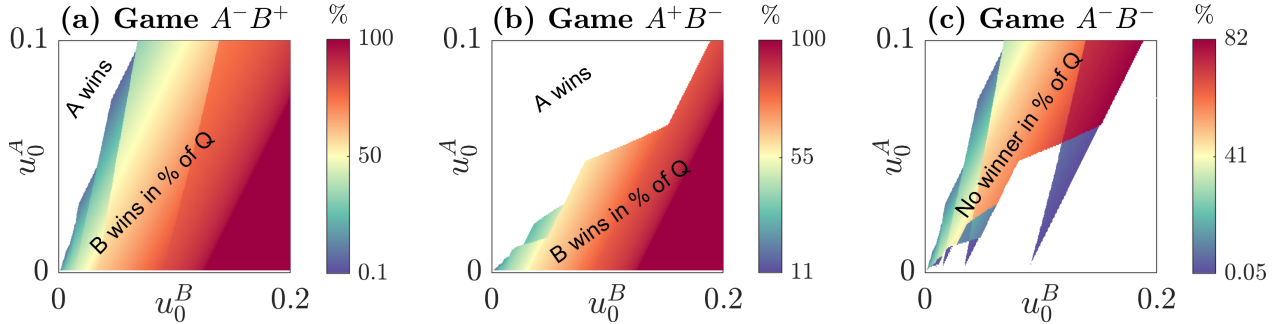 (a) Game A⁻B⁺
%
0.1
u₀ᴬ
0
0
u₀ᴮ
0.2
A wins
B wins in % of Q
100
50
0.1
(b) Game A⁺B⁻
%
0.1
u₀ᴬ
0
0
u₀ᴮ
0.2
A wins
B wins in % of Q
100
55
11
(c) Game A⁻B⁻
%
0.1
u₀ᴬ
0
0
u₀ᴮ
0.2
No winner in % of Q
82
41
0.05